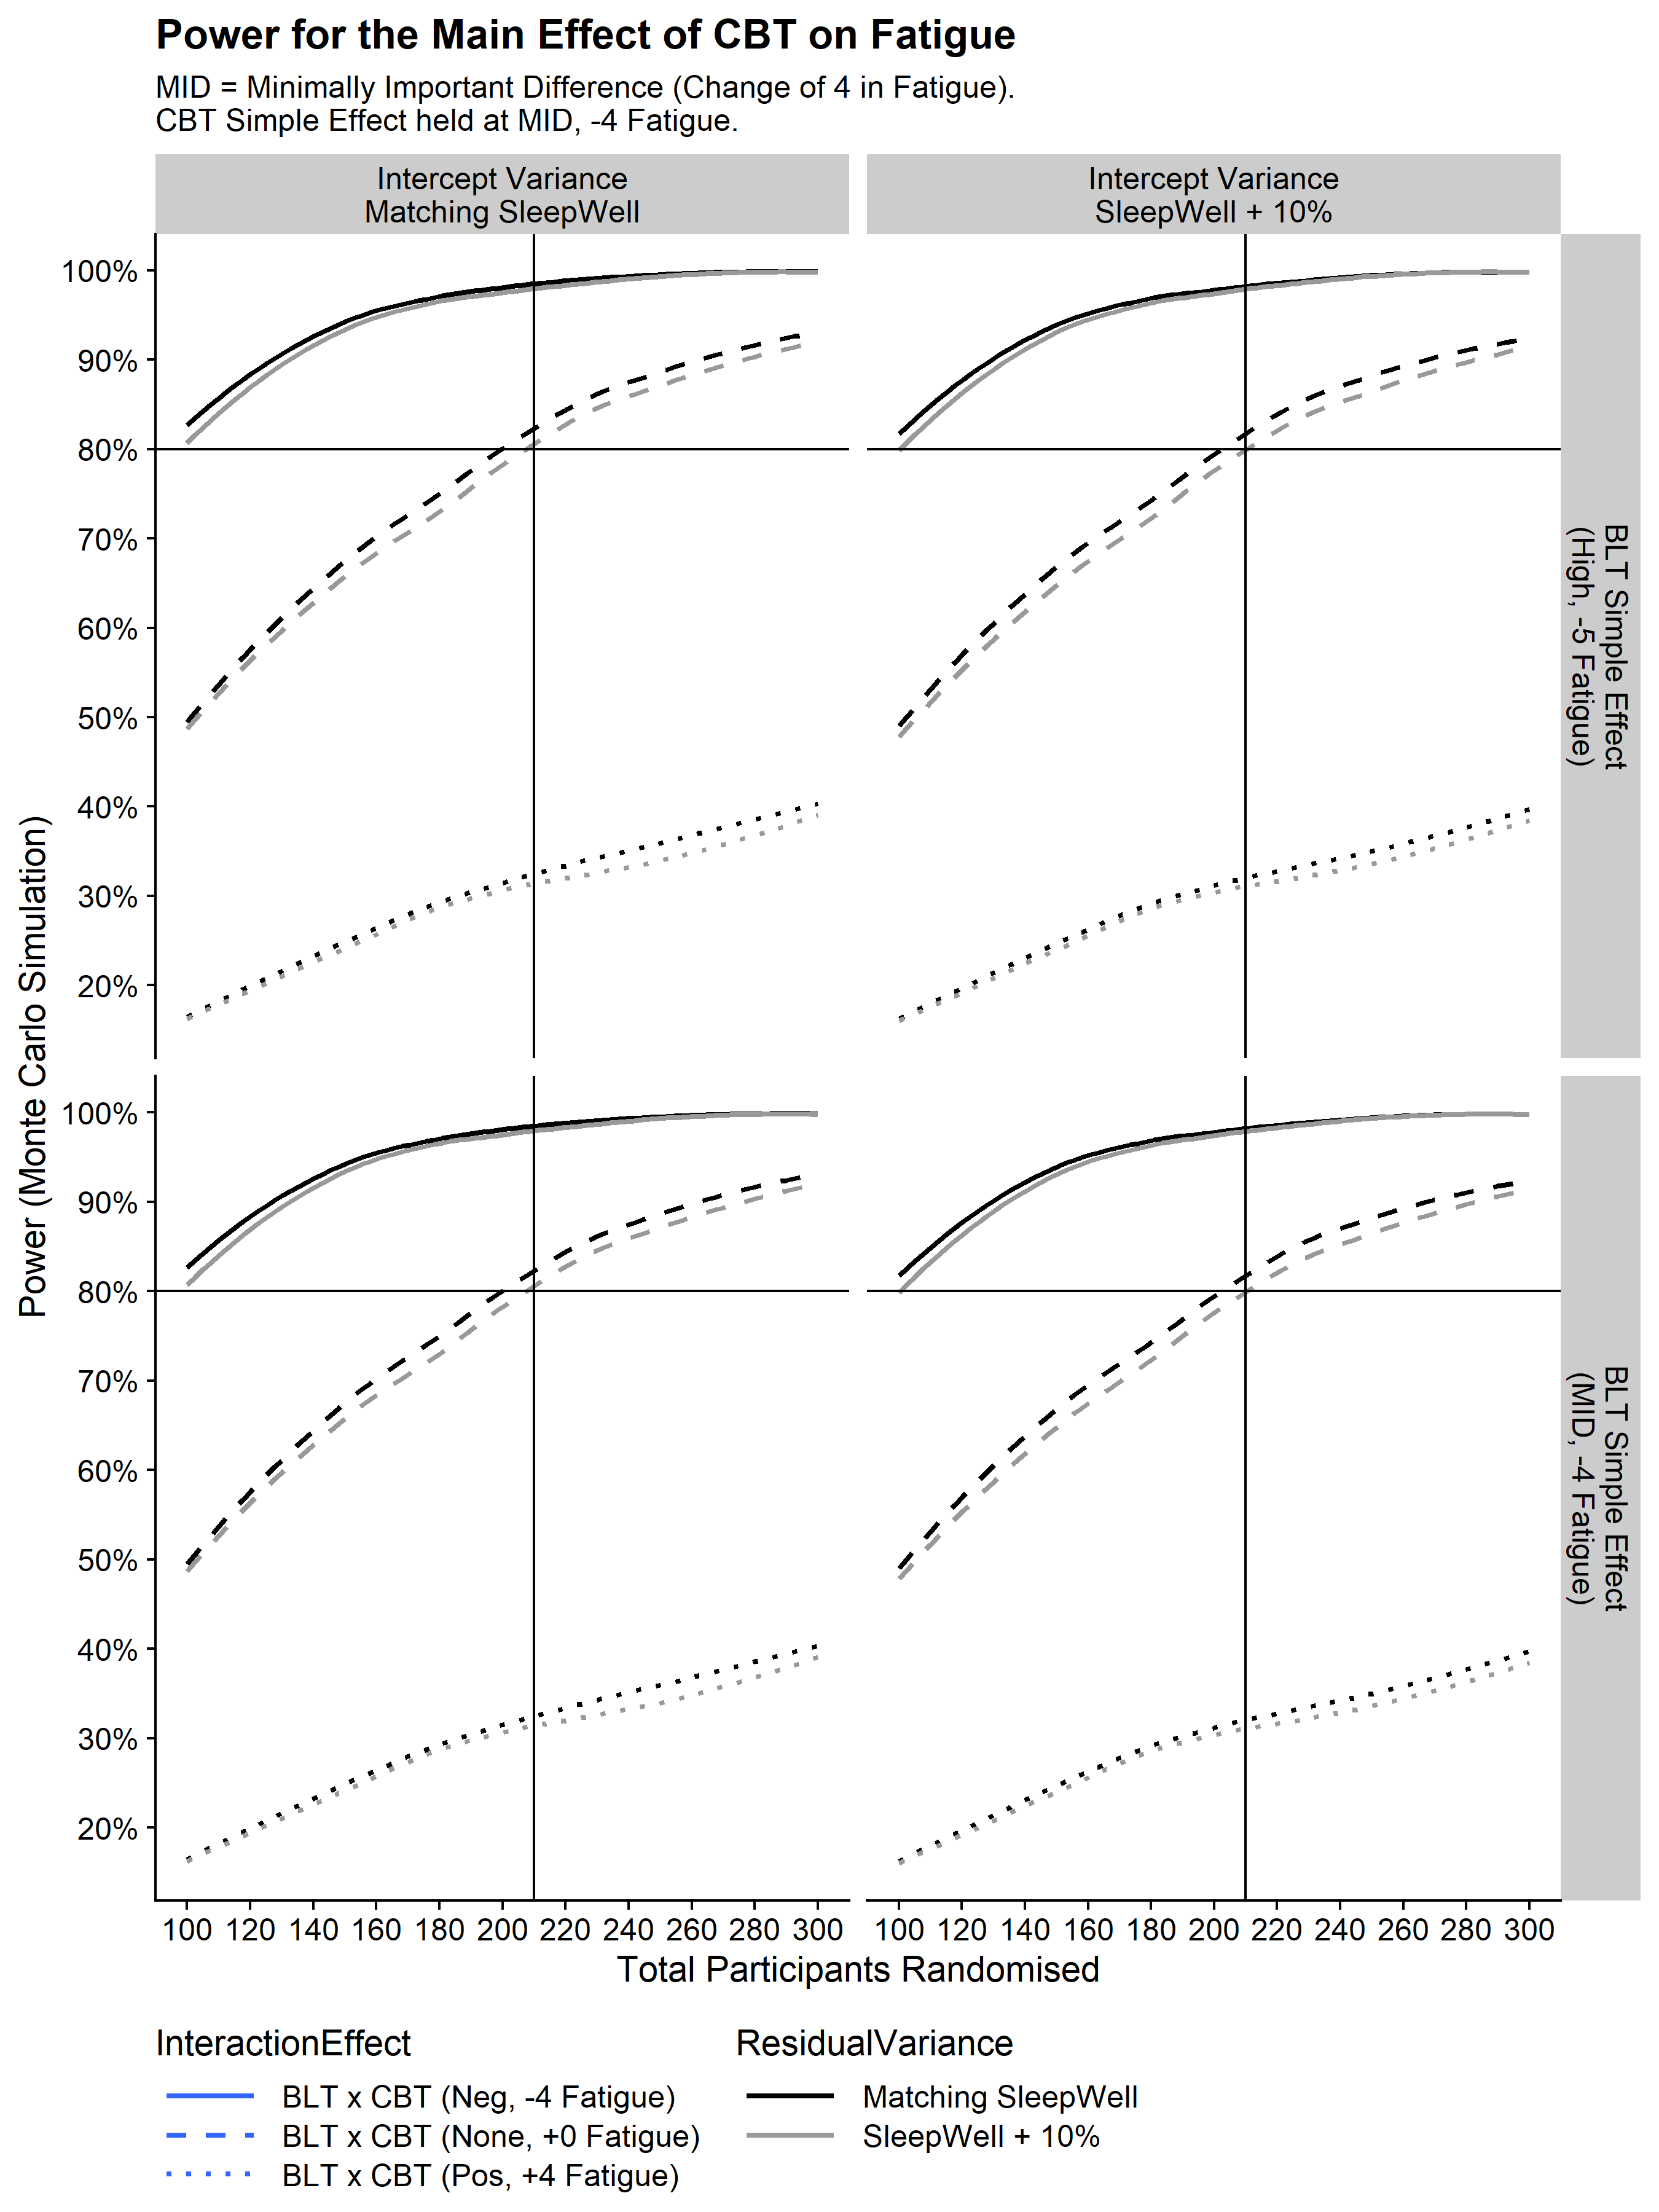 Power for the Main Effect of CBT on Fatigue
MID = Minimally Important Difference (Change of 4 in Fatigue).
CBT Simple Effect held at MID, -4 Fatigue.
Intercept Variance
Matching SleepWell
Intercept Variance
SleepWell + 10%
100%
90%
80%
70%
60%
50%
40%
30%
20%
BLT Simple Effect
(High, -5 Fatigue)
Power (Monte Carlo Simulation)
100%
90%
80%
70%
60%
50%
40%
30%
20%
BLT Simple Effect
(MID, -4 Fatigue)
100 120 140 160 180 200 220 240 260 280 300
100 120 140 160 180 200 220 240 260 280 300
Total Participants Randomised
InteractionEffect
BLT x CBT (Neg, -4 Fatigue)
BLT x CBT (None, +0 Fatigue)
BLT x CBT (Pos, +4 Fatigue)
ResidualVariance
Matching SleepWell
SleepWell + 10%